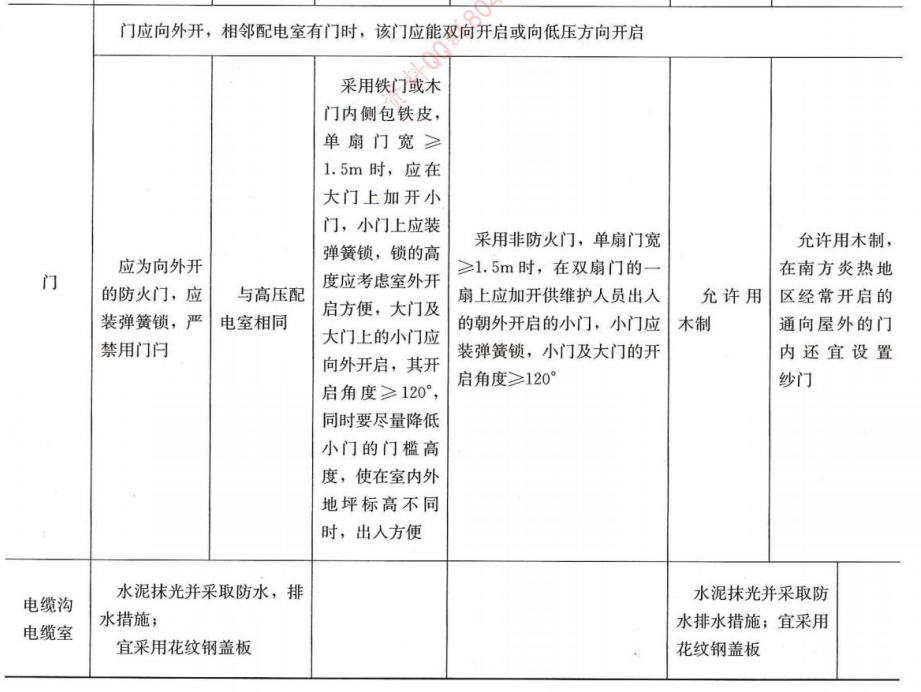 门应向外开，相邻配电室有门时，该门应能双向开启或向低压方向开启
门
应为向外开
的防火门，应
装弹簧锁，严
禁用门闩
与高压配
电室相同
采用铁门或木
门内侧包铁皮，
单扇门宽≥
1.5m时，应在
大门上加开小
门，小门上应装
弹簧锁，锁的高
度应考虑室外开
启方便，大门及
大门上的小门应
向外开启，其开
启角度≥120°，
同时要尽量降低
小门的门槛高
度，使在室内外
地坪标高不同
时，出入方便
采用非防火门，单扇门宽
≥1.5m时，在双扇门的一
扇上应加开供维护人员出入
的朝外开启的小门，小门应
装弹簧锁，小门及大门的开
启角度≥120°
允许用
木制
允许用木制，
在南方炎热地
区经常开启的
通向屋外的门
内还宜设置
纱门
电缆沟
电缆室
水泥抹光并采取防水，排
水措施；
宜采用花纹钢盖板
水泥抹光并采取防
水排水措施；宜采用
花纹钢盖板